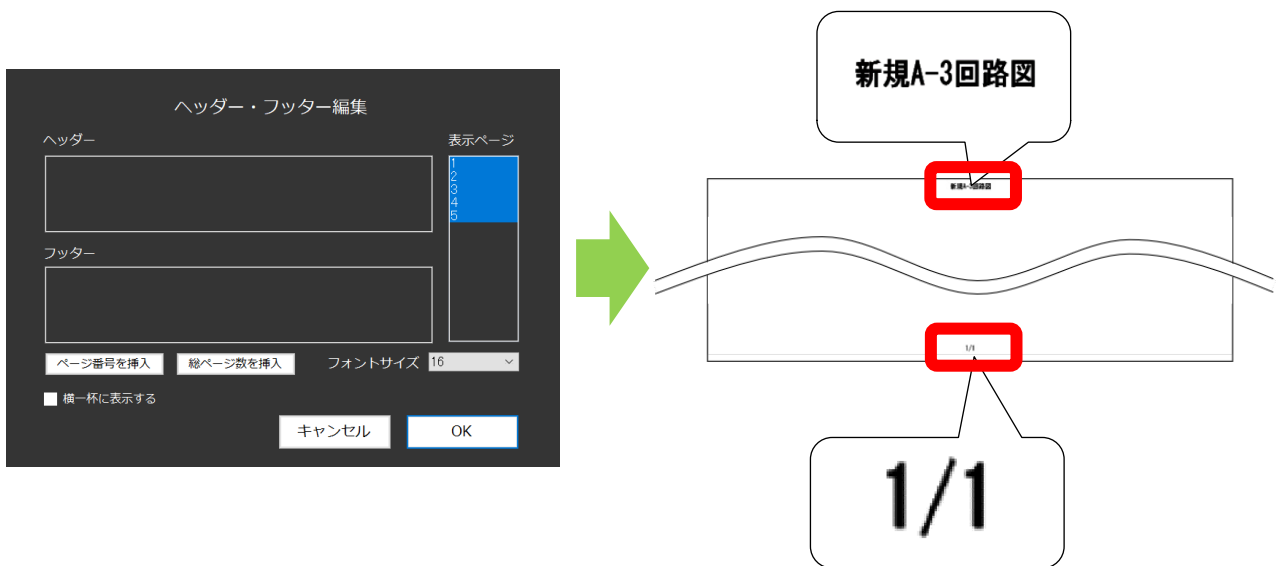 ヘッダー・フッター編集
ヘッダー
表示ページ
1
2
3
4
5
フッター
ページ番号を挿入
総ページ数を挿入
フォントサイズ
16
横一杯に表示する
キャンセル
OK
新規A-3回路図
新規A-3回路図
1/1
1/1